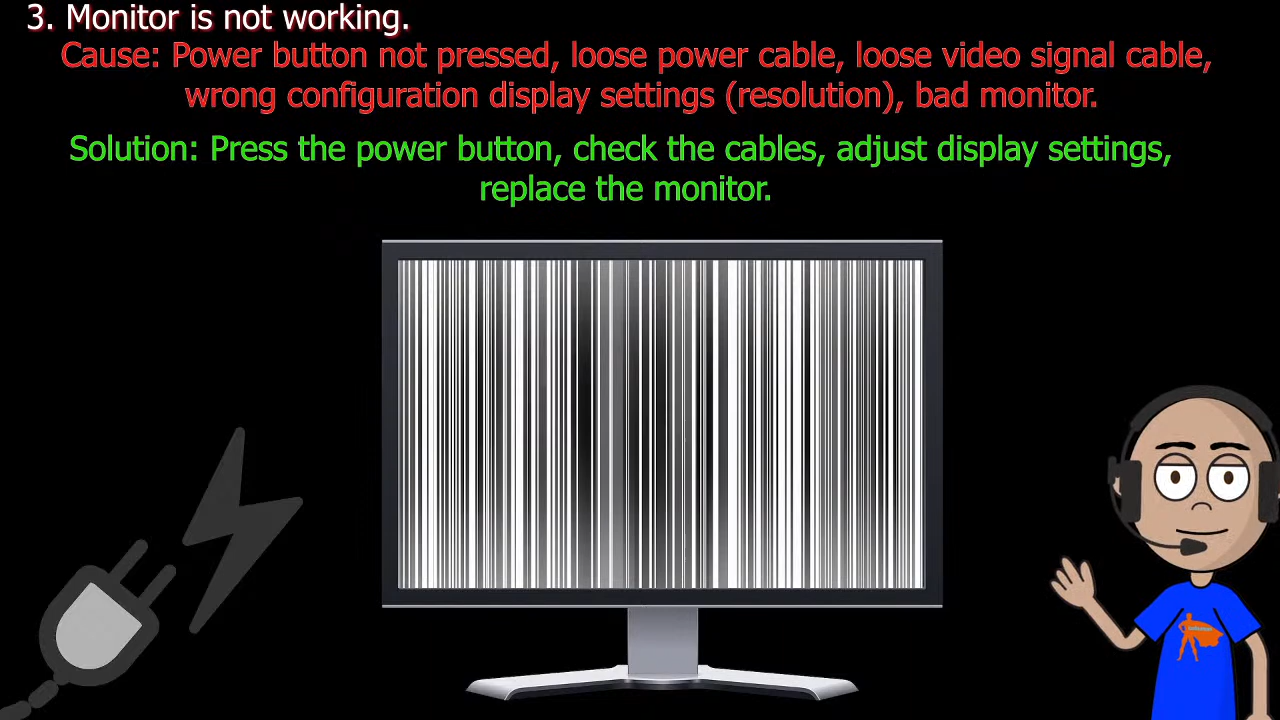 3. Monitor is not working.
Cause: Power button not pressed, loose power cable, loose video signal cable,
wrong configuration display settings (resolution), bad monitor.
Solution: Press the power button, check the cables, adjust display settings,
replace the monitor.